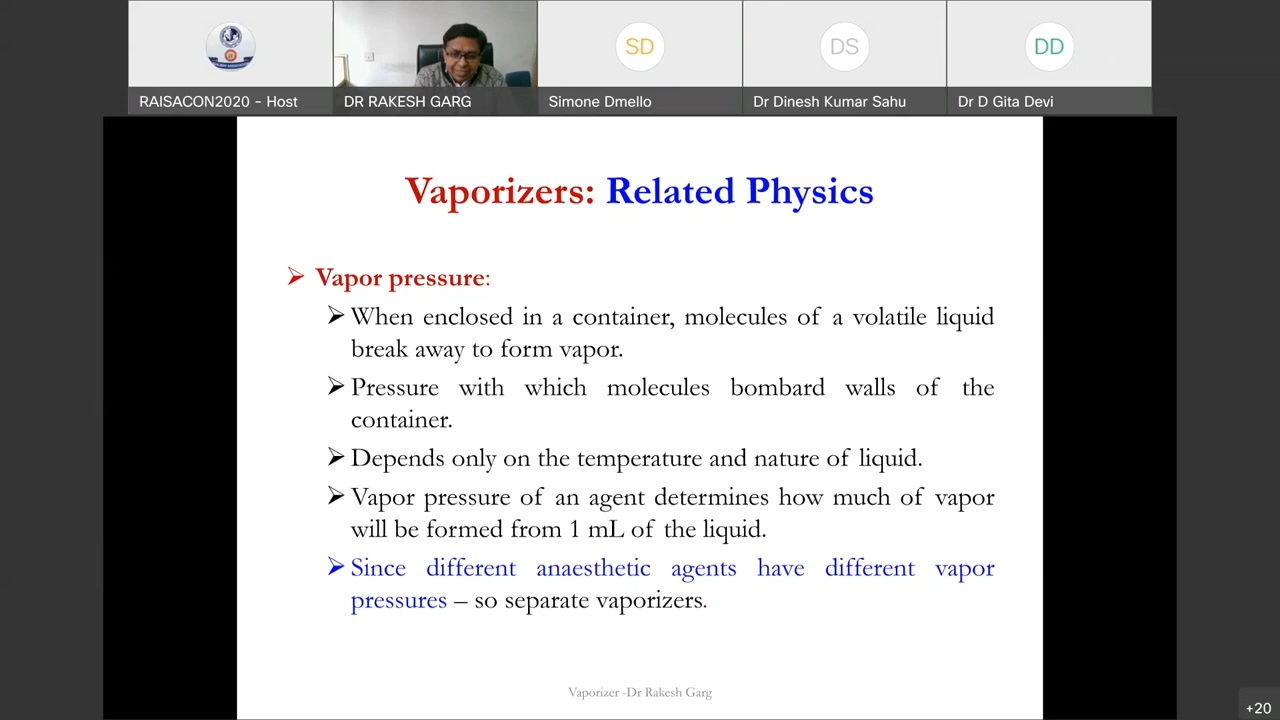 SD
DS
DD
RAISACON2020 - Host
DR RAKESH GARG
Simone Dmello
Dr Dinesh Kumar Sahu
Dr D Gita Devi
Vaporizers: Related Physics
➢ Vapor pressure:
➢ When enclosed in a container, molecules of a volatile liquid
break away to form vapor.
➢ Pressure with which molecules bombard walls of the
container.
➢ Depends only on the temperature and nature of liquid.
➢ Vapor pressure of an agent determines how much of vapor
will be formed from 1 mL of the liquid.
➢ Since different anaesthetic agents have different vapor
pressures – so separate vaporizers.
Vaporizer -Dr Rakesh Garg
+20